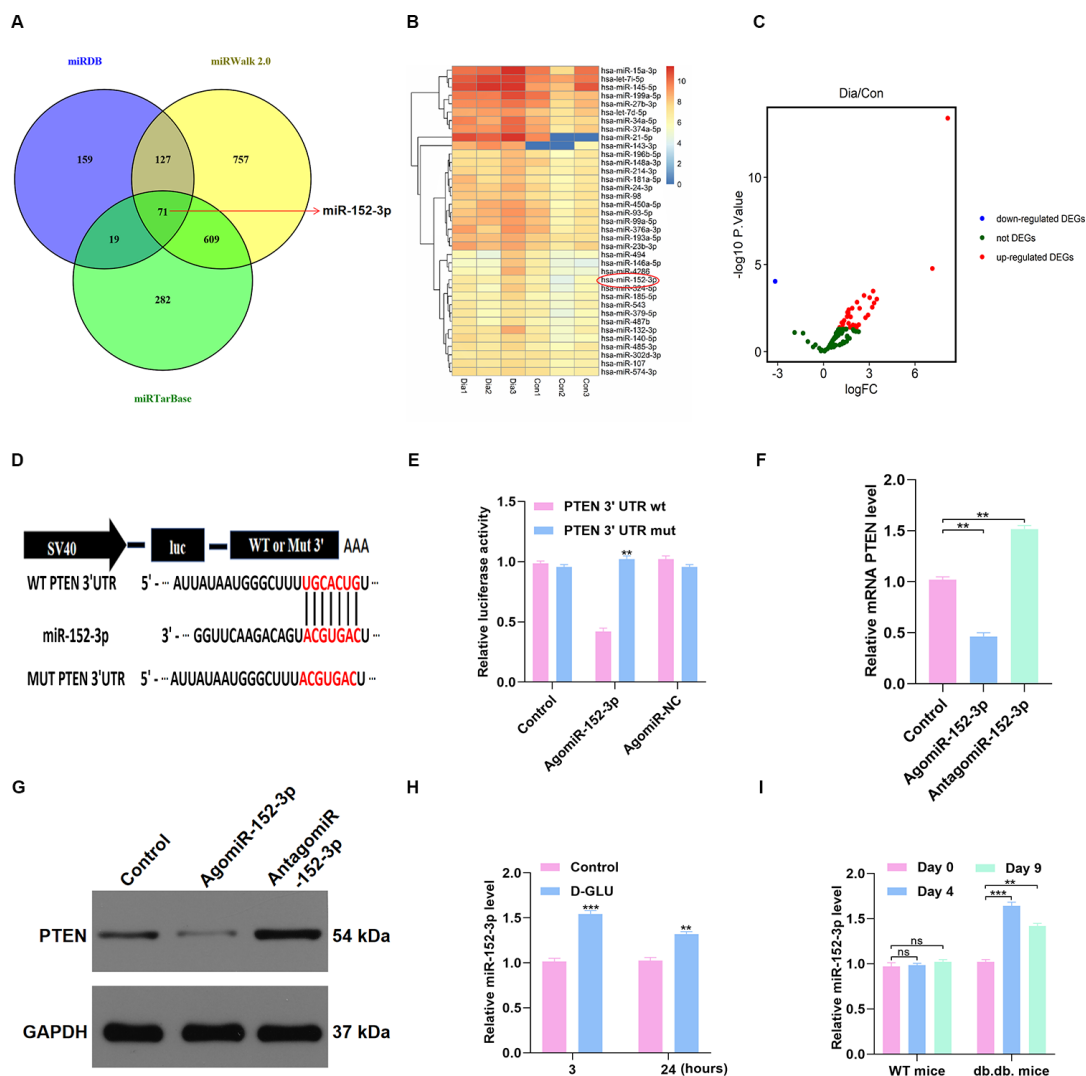 A
miRDB
miRWalk 2.0
159
127
757
71
miR-152-3p
19
609
282
miRTarBase
B
hsa-miR-15a-3p
hsa-let-7i-5p
hsa-miR-145-5p
hsa-miR-199a-5p
hsa-miR-27b-3p
hsa-let-7d-5p
hsa-miR-34a-5p
hsa-miR-374a-5p
hsa-miR-21-5p
hsa-miR-143-3p
hsa-miR-196b-5p
hsa-miR-148a-3p
hsa-miR-214-3p
hsa-miR-181a-5p
hsa-miR-24-3p
hsa-miR-98
hsa-miR-450a-5p
hsa-miR-93-5p
hsa-miR-99a-5p
hsa-miR-376a-3p
hsa-miR-193a-5p
hsa-miR-23b-3p
hsa-miR-494
hsa-miR-146a-5p
hsa-miR-4286
hsa-miR-152-3p
hsa-miR-324-5p
hsa-miR-185-5p
hsa-miR-543
hsa-miR-379-5p
hsa-miR-487b
hsa-miR-132-3p
hsa-miR-140-5p
hsa-miR-485-3p
hsa-miR-302d-3p
hsa-miR-107
hsa-miR-574-3p
10
8
6
4
2
0
Dia1
Dia2
Dia3
Con1
Con2
Con3
C
Dia/Con
-log10 P.Value
10
5
0
-3
0
3
6
logFC
down-regulated DEGs
not DEGs
up-regulated DEGs
D
SV40
luc
WT or Mut 3'
AAA
WT PTEN 3'UTR 5' - ··· AUUAUAAUGGGCUUUUGCACUGU ···
miR-152-3p 3' - ··· GGUUCAAGACAGUACGUGACU ···
MUT PTEN 3'UTR 5' - ··· AUUAUAAUGGGCUUUACGUGACU ···
E
Relative luciferase activity
1.5
1.0
0.5
0.0
PTEN 3' UTR wt
PTEN 3' UTR mut
**
Control
AgomiR-152-3p
AgomiR-NC
F
Relative mRNA PTEN level
2.0
1.5
1.0
0.5
0.0
**
**
Control
AgomiR-152-3p
AntagomiR-152-3p
G
Control
AgomiR-152-3p
AntagomiR
-152-3p
PTEN
54 kDa
GAPDH
37 kDa
H
Relative miR-152-3p level
2.0
1.5
1.0
0.5
0.0
Control
D-GLU
***
**
3
24 (hours)
I
Relative miR-152-3p level
2.0
1.5
1.0
0.5
0.0
Day 0
Day 9
Day 4
ns
ns
**
***
WT mice
db.db. mice